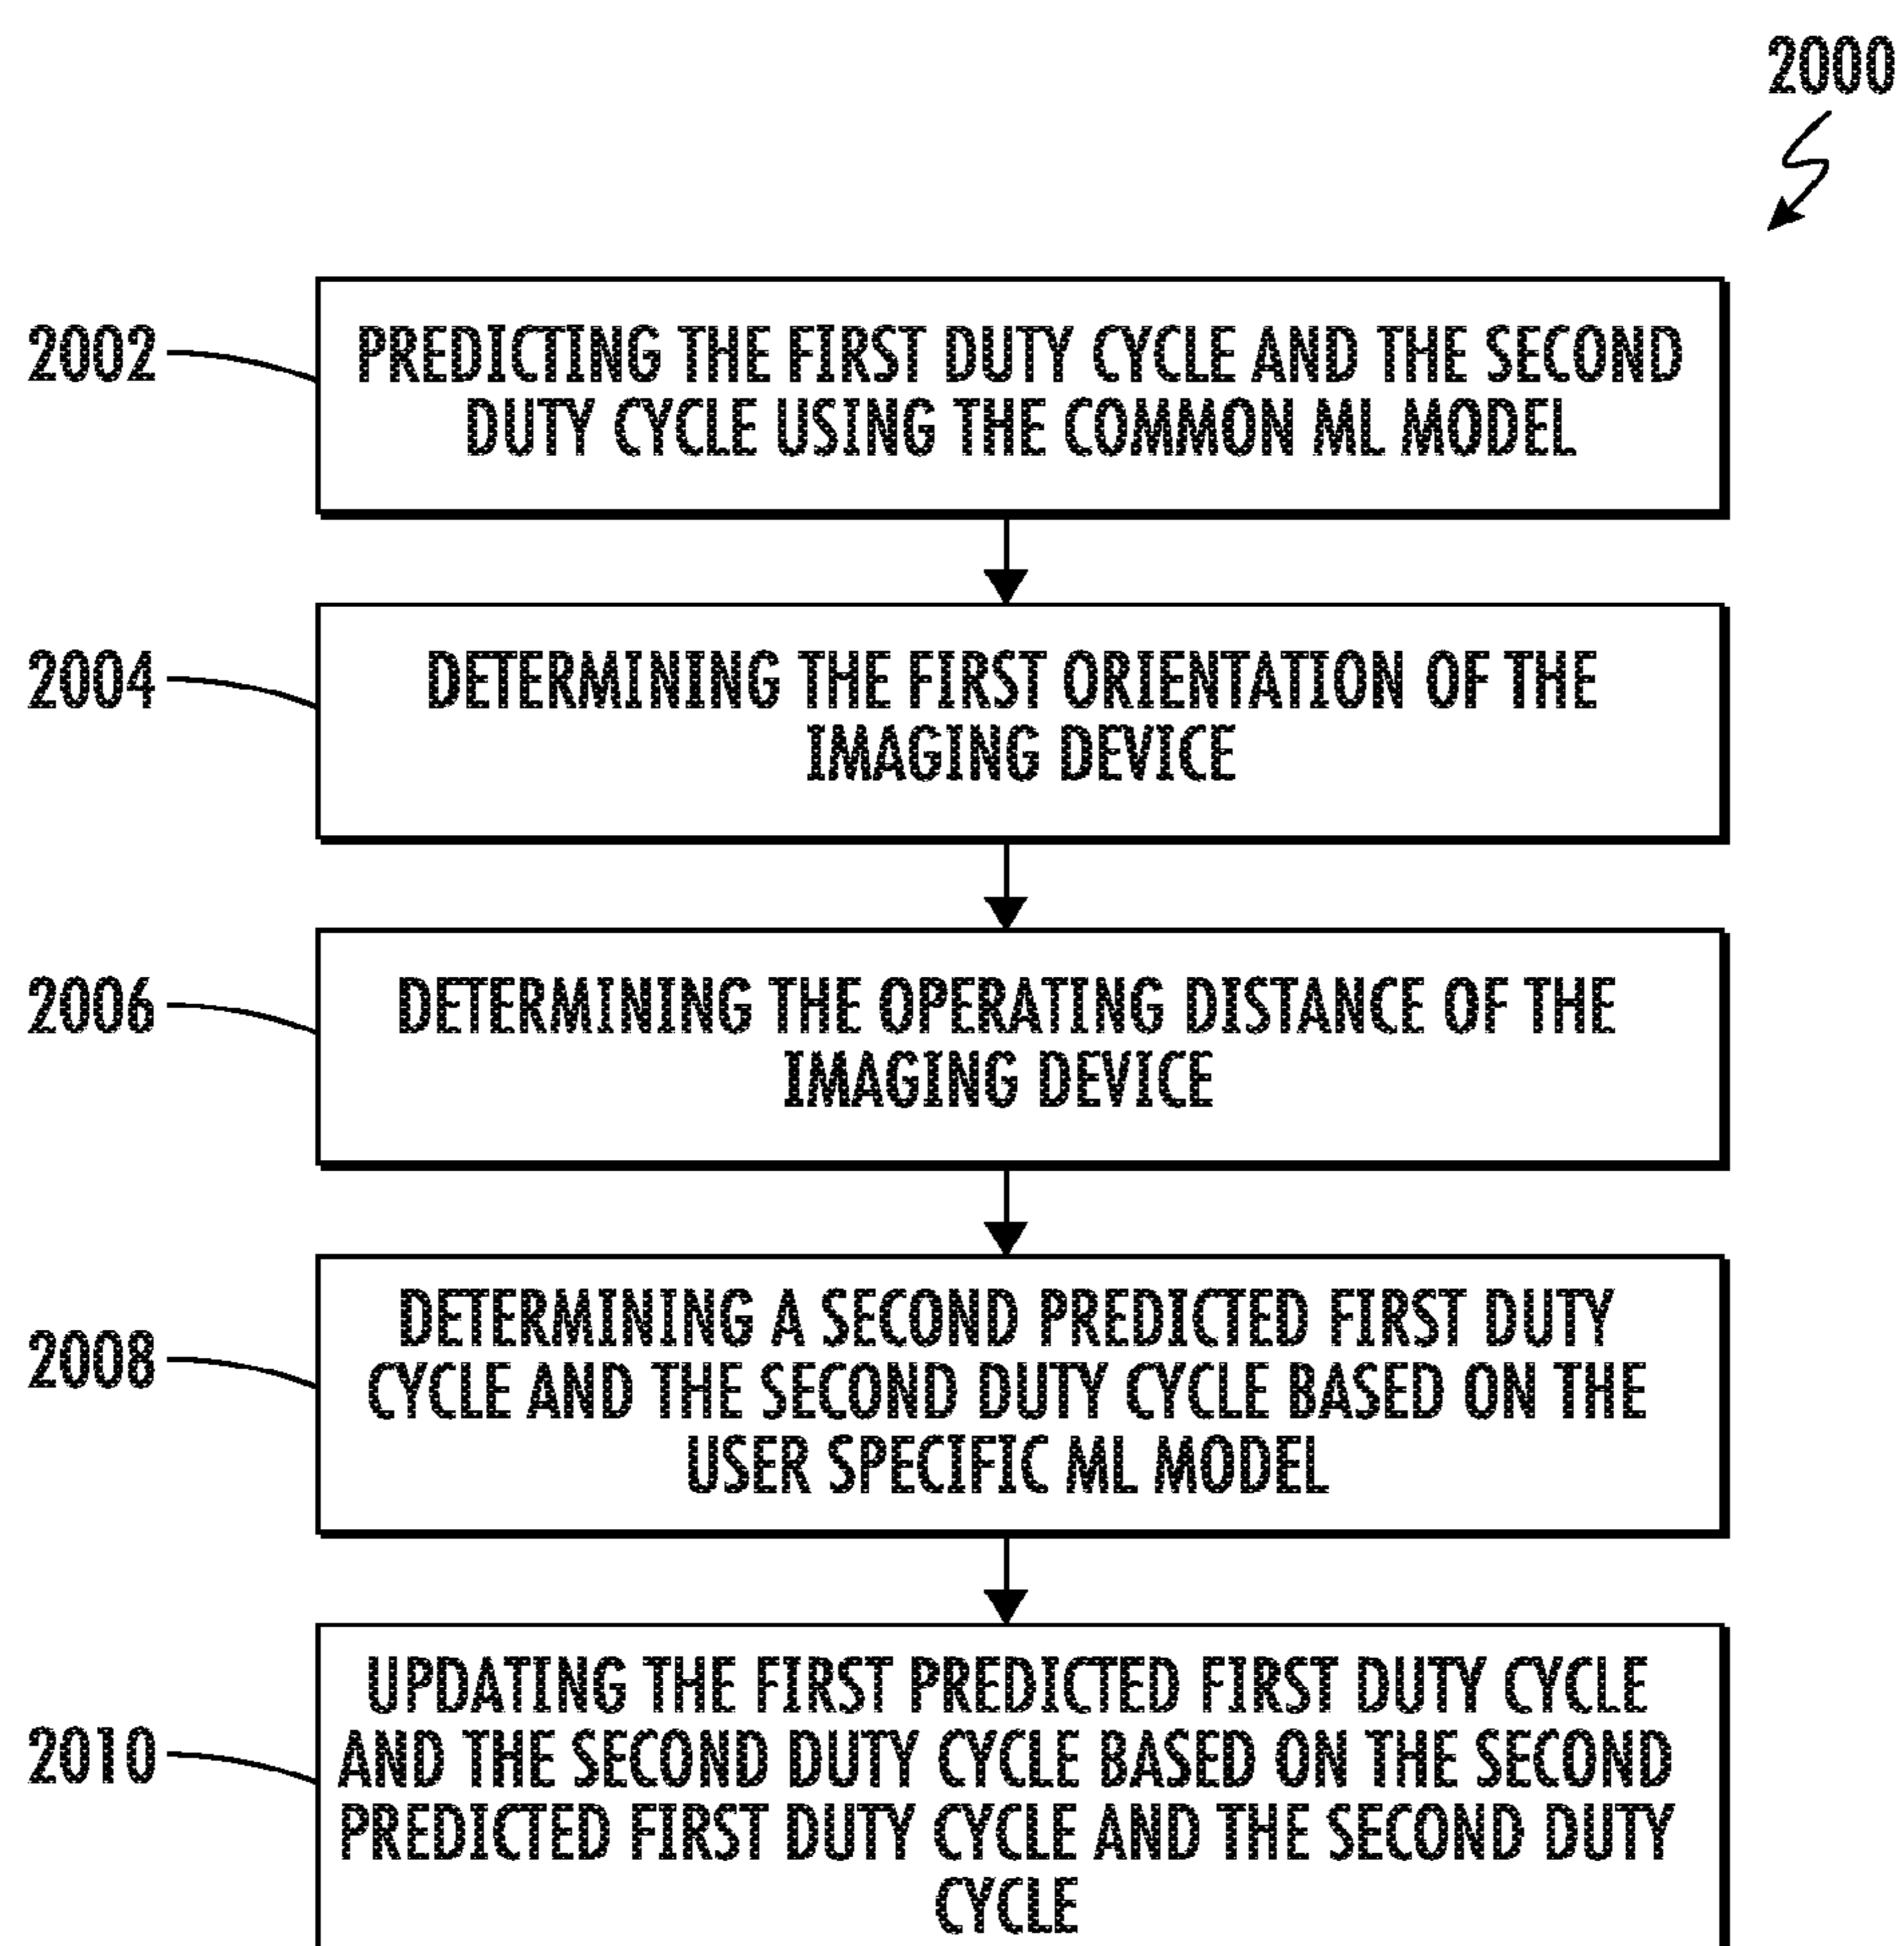 2000
2002
PREDICTING THE FIRST DUTY CYCLE AND THE SECOND
DUTY CYCLE USING THE COMMON ML MODEL
2004
DETERMINING THE FIRST ORIENTATION OF THE
IMAGING DEVICE
2006
DETERMINING THE OPERATING DISTANCE OF THE
IMAGING DEVICE
2008
DETERMINING A SECOND PREDICTED FIRST DUTY
CYCLE AND THE SECOND DUTY CYCLE BASED ON THE
USER SPECIFIC ML MODEL
2010
UPDATING THE FIRST PREDICTED FIRST DUTY CYCLE
AND THE SECOND DUTY CYCLE BASED ON THE SECOND
PREDICTED FIRST DUTY CYCLE AND THE SECOND DUTY
CYCLE